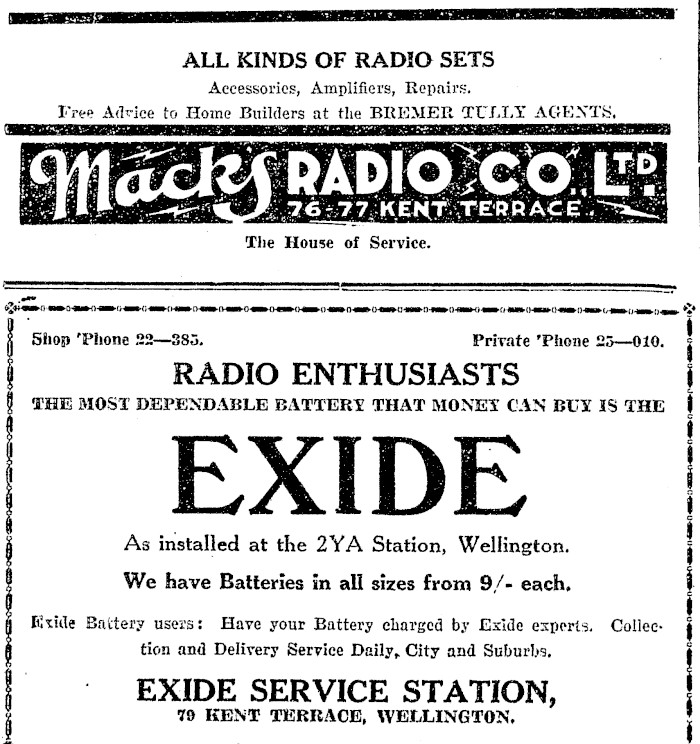 ALL KINDS OF RADIO SETS
Accessories, Amplifiers, Repairs.
Free Advice to Home Builders at the BREMER TULLY AGENTS.
Mack's RADIO CO., LTD.
76-77 KENT TERRACE.
The House of Service.
Shop 'Phone 22—385. Private 'Phone 25—010.
RADIO ENTHUSIASTS
THE MOST DEPENDABLE BATTERY THAT MONEY CAN BUY IS THE
EXIDE
As installed at the 2YA Station, Wellington.
We have Batteries in all sizes from 9/- each.
Exide Battery users: Have your Battery charged by Exide experts. Collec-
tion and Delivery Service Daily, City and Suburbs.
EXIDE SERVICE STATION,
79 KENT TERRACE, WELLINGTON.